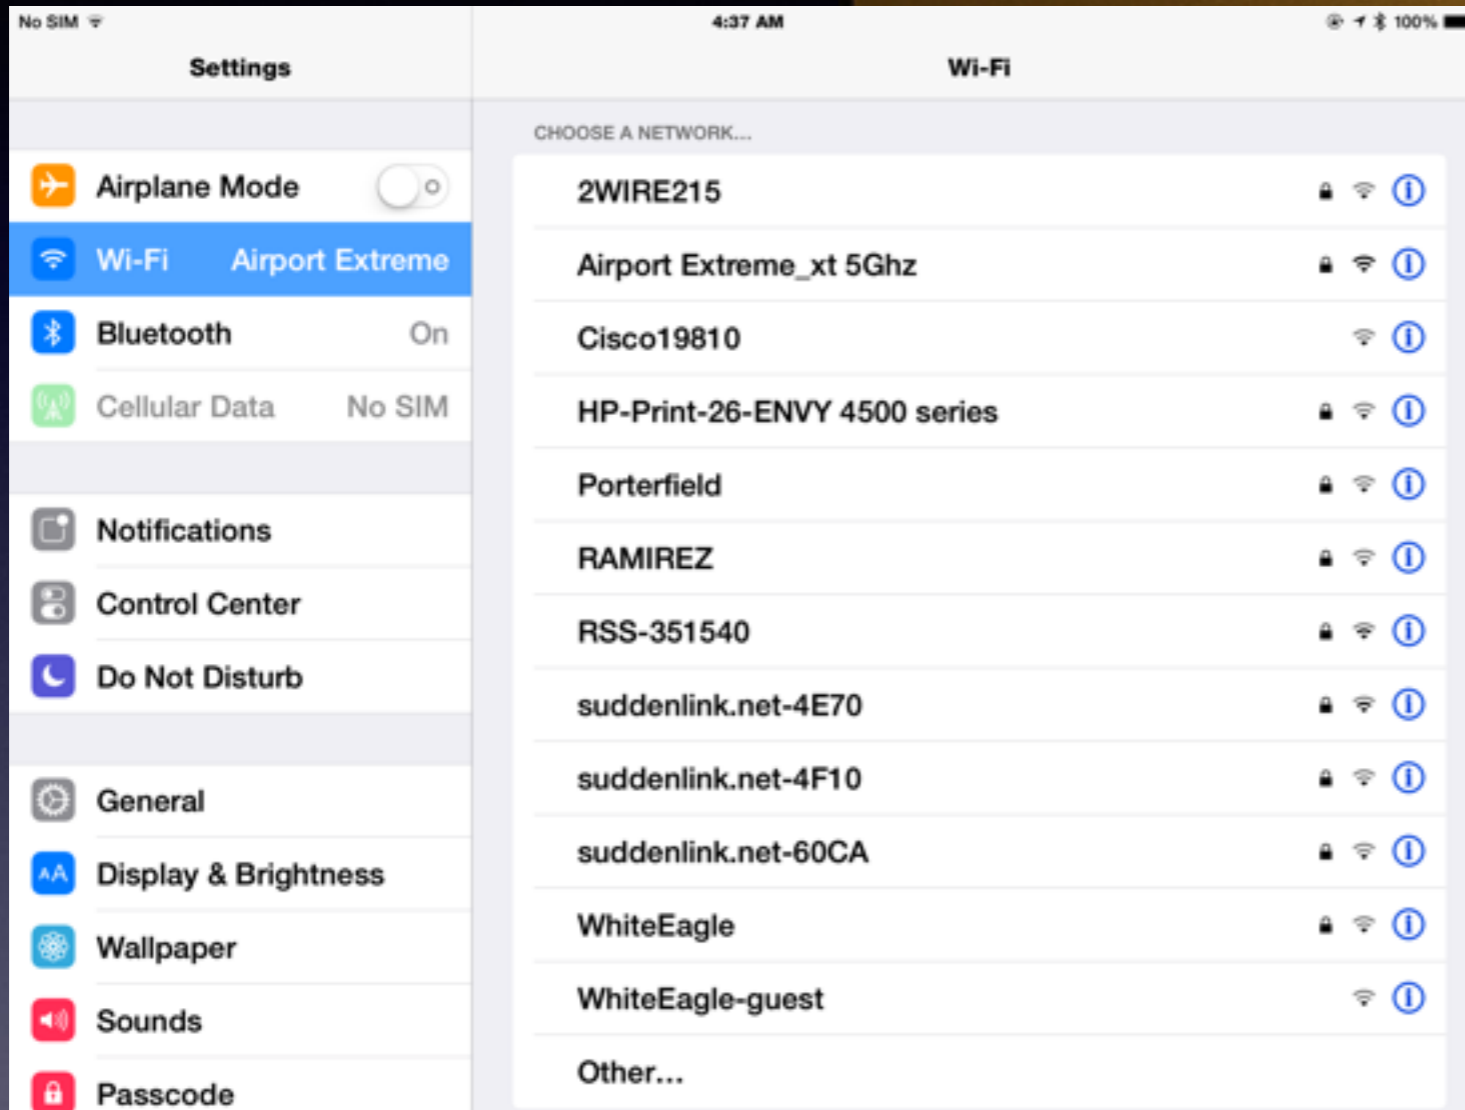 No SIM 4:37 AM 100%
Settings
Wi-Fi
Airplane Mode
Wi-Fi Airport Extreme
Bluetooth On
Cellular Data No SIM
Notifications
Control Center
Do Not Disturb
General
Display & Brightness
Wallpaper
Sounds
Passcode
CHOOSE A NETWORK...
2WIRE215
Airport Extreme_xt 5Ghz
Cisco19810
HP-Print-26-ENVY 4500 series
Porterfield
RAMIREZ
RSS-351540
suddenlink.net-4E70
suddenlink.net-4F10
suddenlink.net-60CA
WhiteEagle
WhiteEagle-guest
Other...